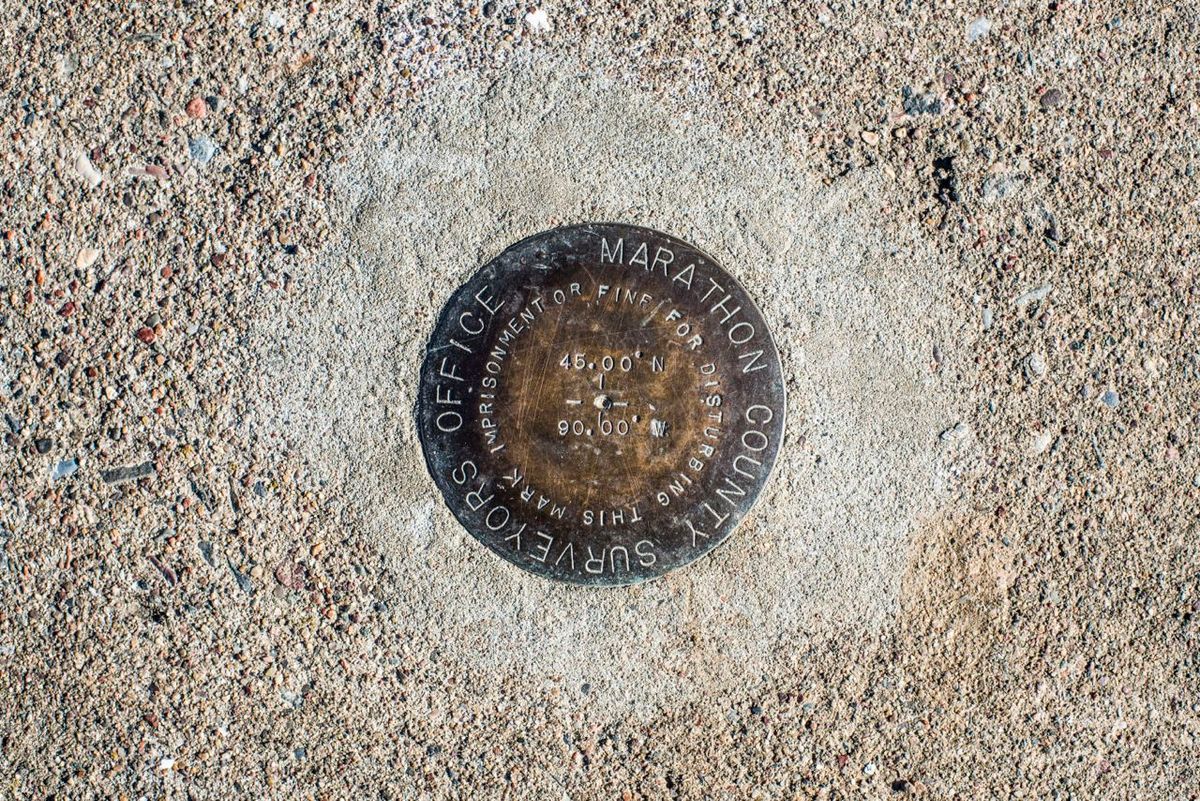 MARATHON COUNTY SURVEYORS OFFICE
IMPRISONMENT OR FINE FOR DISTURBING THIS MARK
45.00° N
90.00° W